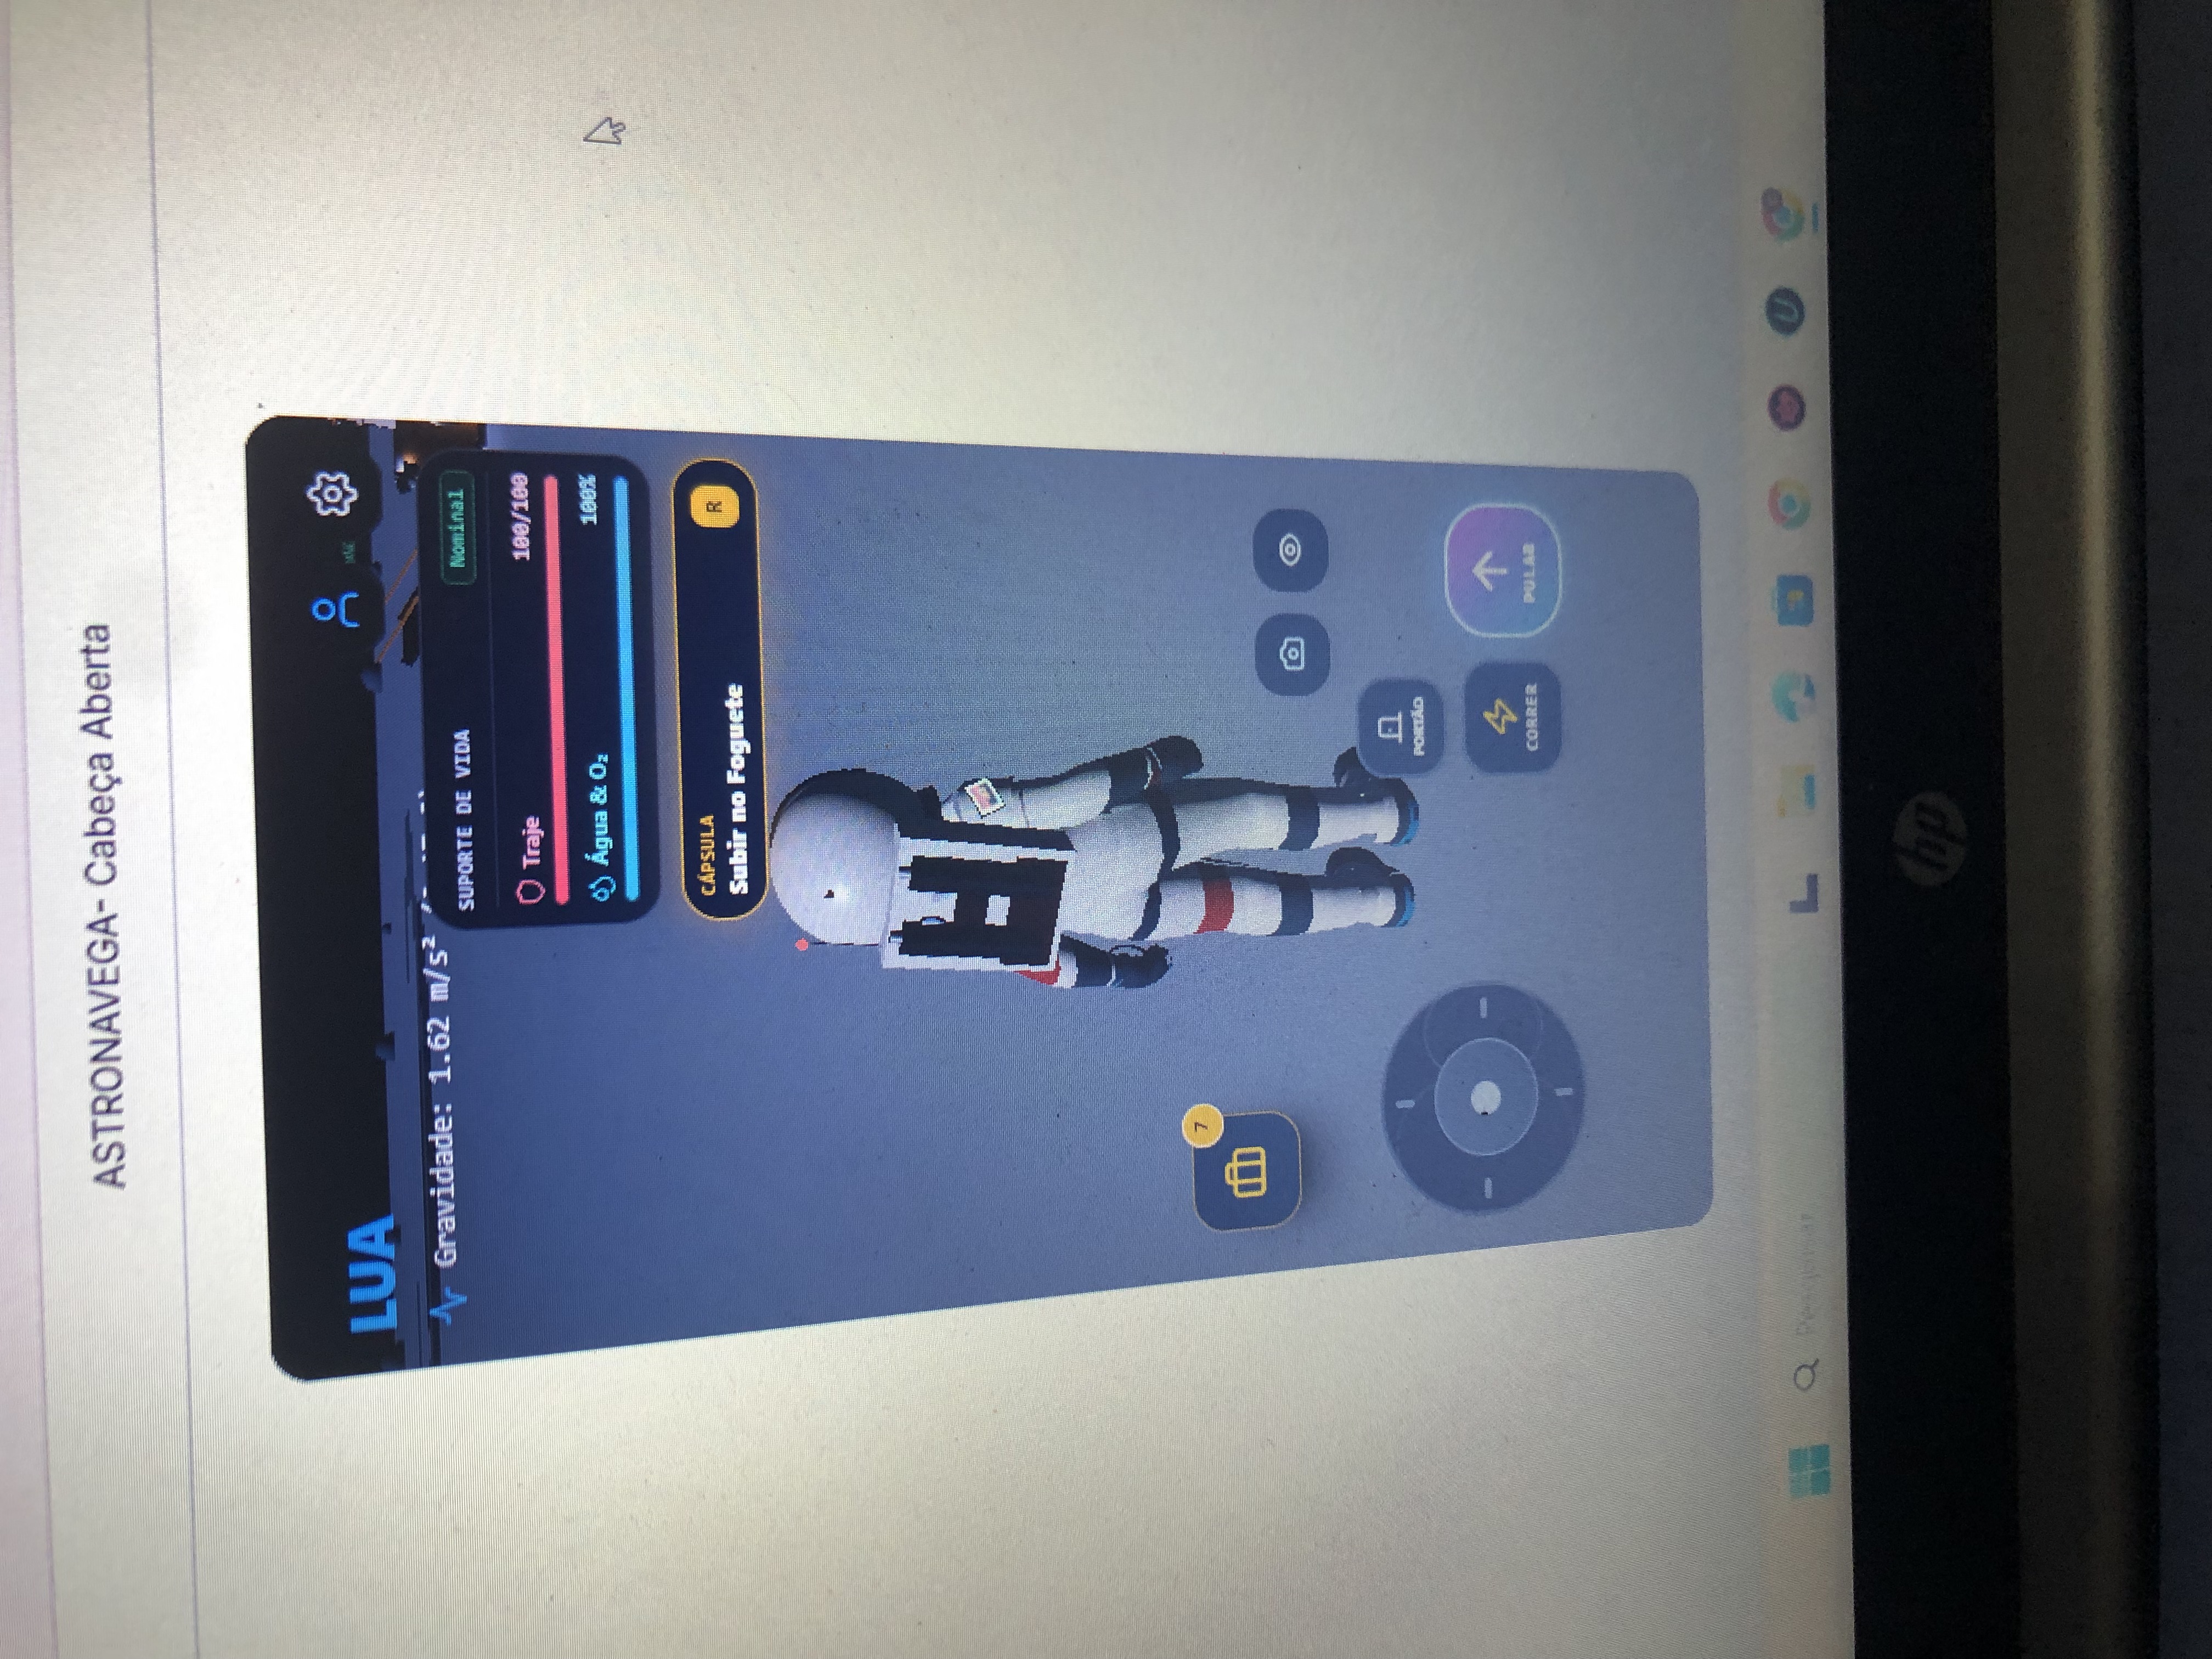 ASTRONAVEGA- Cabeça Aberta
LUA
Gravidade: 1.62 m/s²
SUPORTE DE VIDA
Nominal
Traje
100/100
Água & O₂
100%
CÁPSULA
Subir no Foguete
R
7
PORTÃO
CORRER
PULAR
Pesquisar
hp